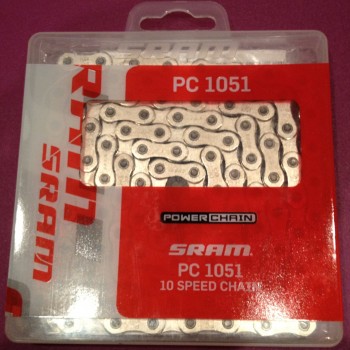 SRAM
PC 1051
SRAM
POWERCHAIN
SRAM
PC 1051
10 SPEED CHAIN